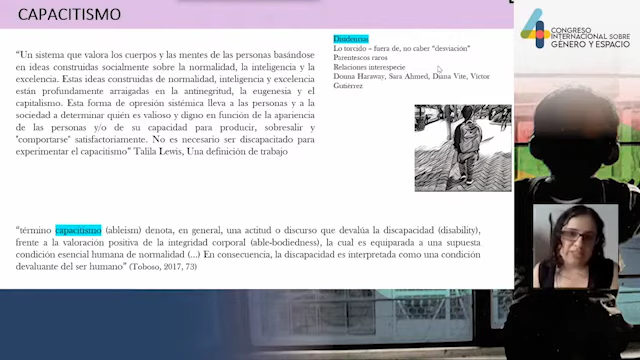 CAPACITISMO
"Un sistema que valora los cuerpos y las mentes de las personas basándose
en ideas construidas socialmente sobre la normalidad, la inteligencia y la
excelencia. Estas ideas construidas de normalidad, inteligencia y excelencia
están profundamente arraigadas en la antinegritud, la eugenesia y el
capitalismo. Esta forma de opresión sistémica lleva a las personas y a la
sociedad a determinar quién es valioso y digno en función de la apariencia
de las personas y/o de su capacidad para producir, sobresalir y
"comportarse" satisfactoriamente. No es necesario ser discapacitado para
experimentar el capacitismo" Talila Lewis, Una definición de trabajo
Disidencias
Lo torcido – fuera de, no caber "desviación"
Parentescos raros
Relaciones interespecie
Donna Haraway, Sara Ahmed, Diana Vite, Victor
Gutierrez
"término capacitismo (ableism) denota, en general, una actitud o discurso que devalúa la discapacidad (disability),
frente a la valoración positiva de la integridad corporal (able-bodiedness), la cual es equiparada a una supuesta
condición esencial humana de normalidad (...) En consecuencia, la discapacidad es interpretada como una condición
devaluante del ser humano" (Toboso, 2017, 73)
4 CONGRESO
INTERNACIONAL SOBRE
GÉNERO Y ESPACIO